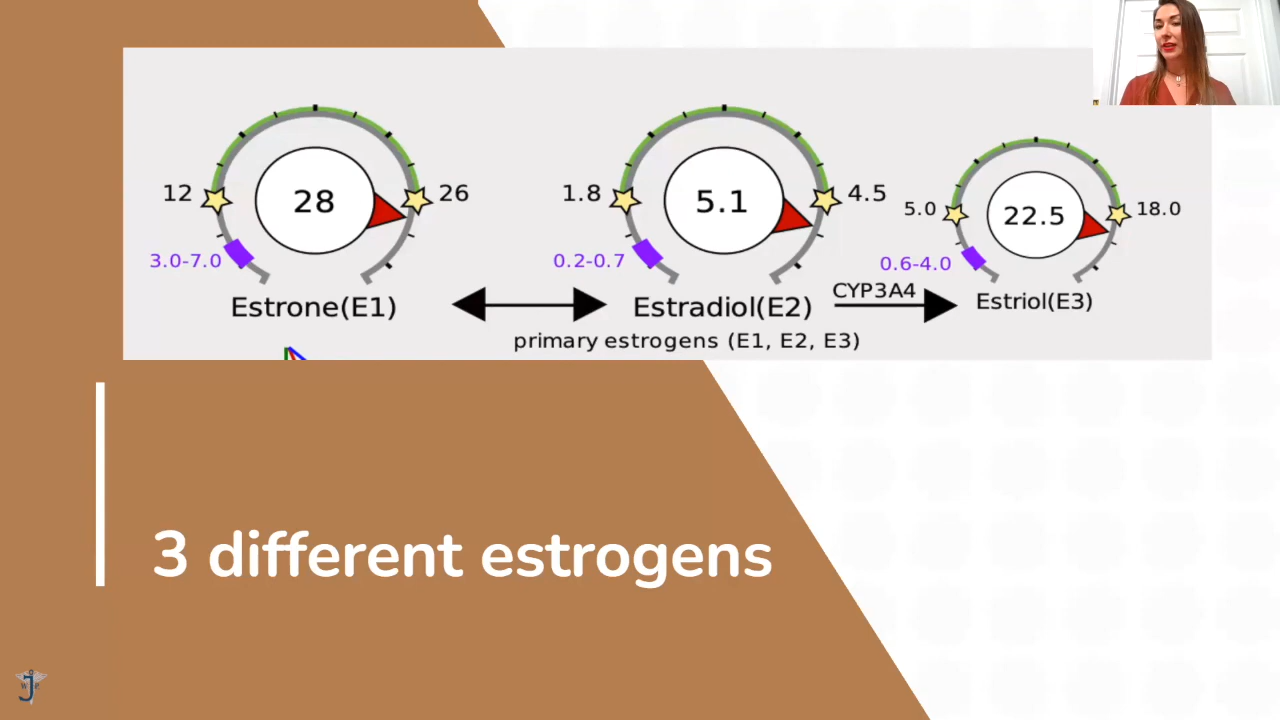 12
28
26
3.0-7.0
Estrone(E1)
1.8
5.1
4.5
0.2-0.7
Estradiol(E2)
CYP3A4
5.0
22.5
18.0
0.6-4.0
Estriol(E3)
primary estrogens (E1, E2, E3)
3 different estrogens